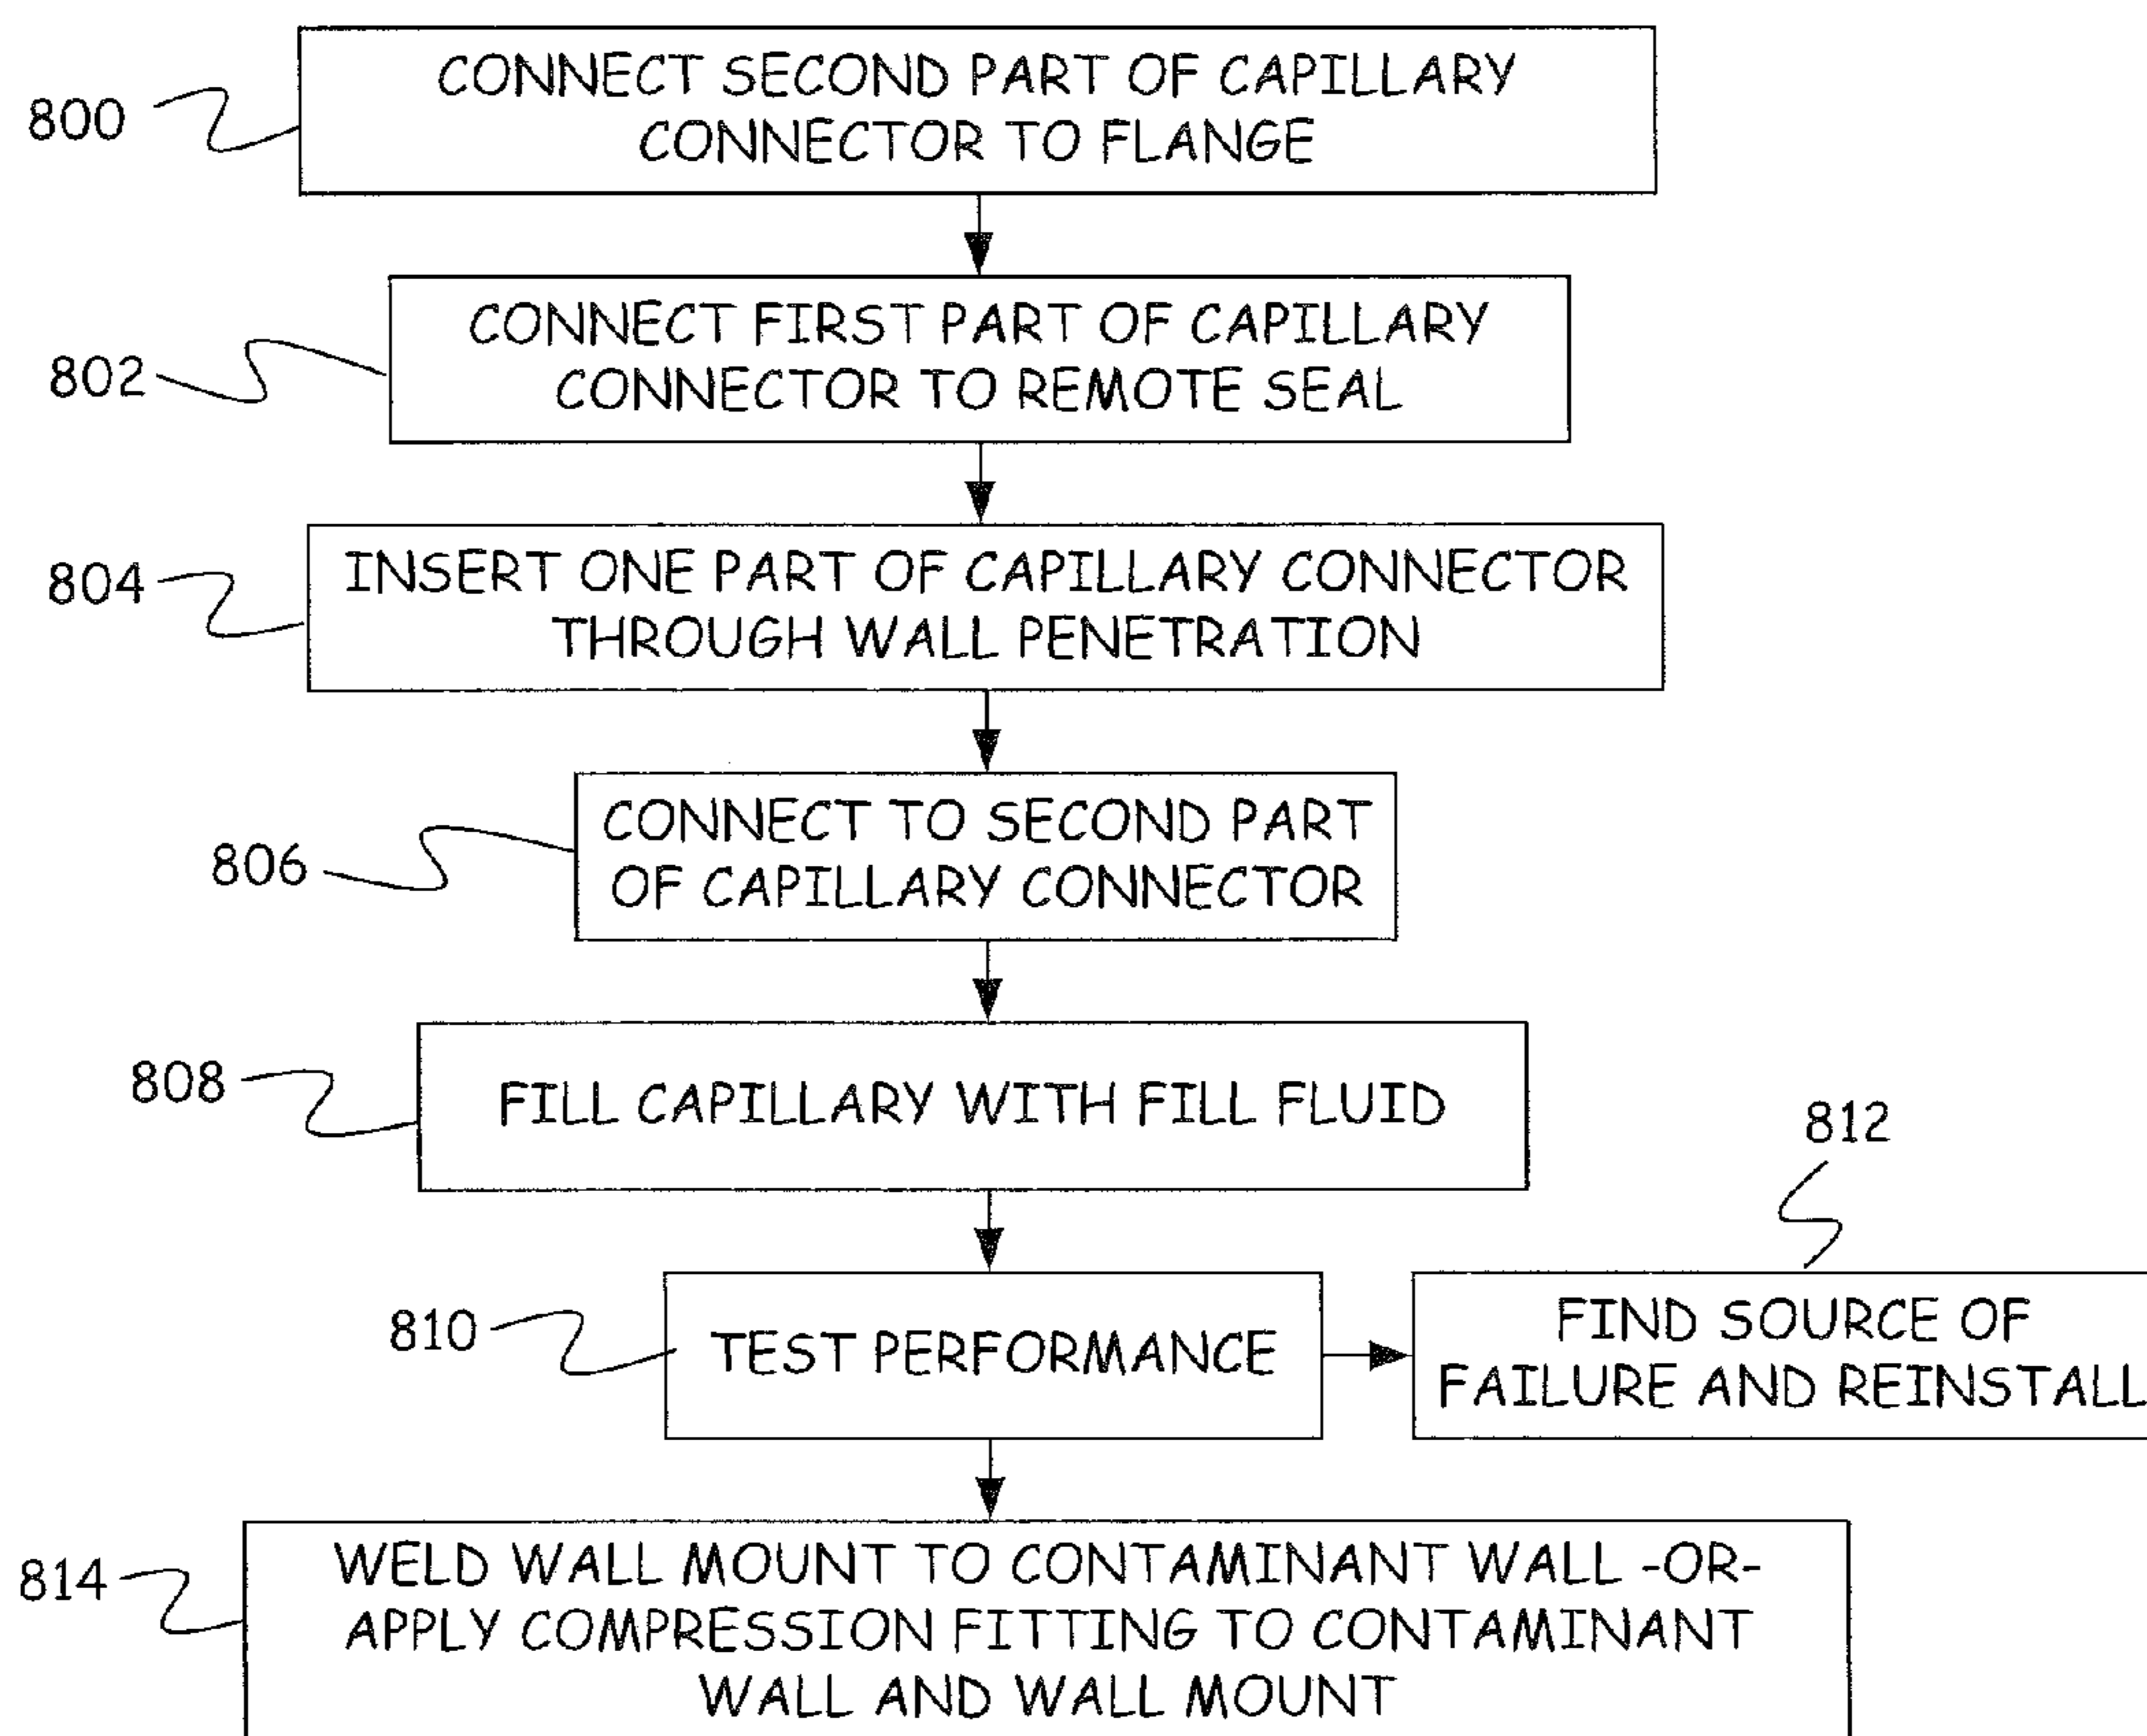 800
CONNECT SECOND PART OF CAPILLARY
CONNECTOR TO FLANGE
802
CONNECT FIRST PART OF CAPILLARY
CONNECTOR TO REMOTE SEAL
804
INSERT ONE PART OF CAPILLARY CONNECTOR
THROUGH WALL PENETRATION
806
CONNECT TO SECOND PART
OF CAPILLARY CONNECTOR
808
FILL CAPILLARY WITH FILL FLUID
810
TEST PERFORMANCE
812
FIND SOURCE OF
FAILURE AND REINSTALL
814
WELD WALL MOUNT TO CONTAMINANT WALL -OR-
APPLY COMPRESSION FITTING TO CONTAMINANT
WALL AND WALL MOUNT